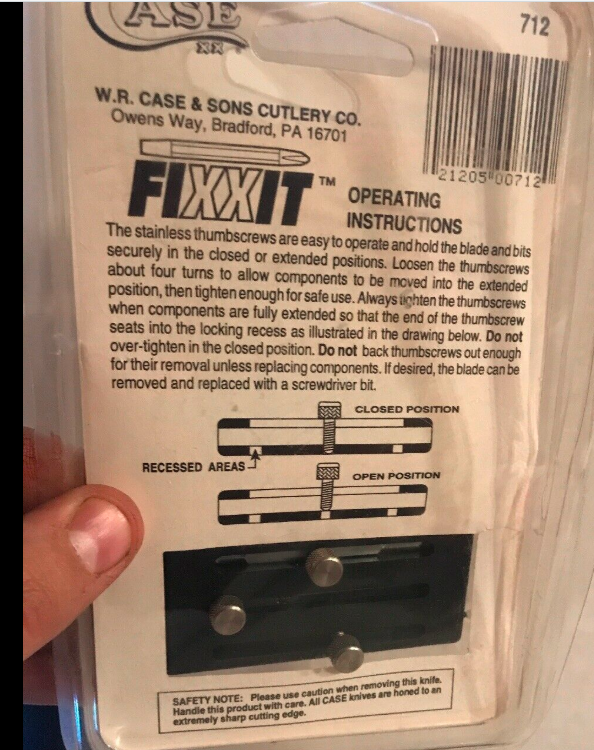 CASE
XX
712
W.R. CASE & SONS CUTLERY CO.
Owens Way, Bradford, PA 16701
21205 00712
FIXXIT™
OPERATING
INSTRUCTIONS
The stainless thumbscrews are easy to operate and hold the blade and bits
securely in the closed or extended positions. Loosen the thumbscrews
about four turns to allow components to be moved into the extended
position, then tighten enough for safe use. Always tighten the thumbscrews
when components are fully extended so that the end of the thumbscrew
seats into the locking recess as illustrated in the drawing below. Do not
over-tighten in the closed position. Do not back thumbscrews out enough
for their removal unless replacing components. If desired, the blade can be
removed and replaced with a screwdriver bit.
CLOSED POSITION
RECESSED AREAS
OPEN POSITION
SAFETY NOTE: Please use caution when removing this knife.
Handle this product with care. All CASE knives are honed to an
extremely sharp cutting edge.